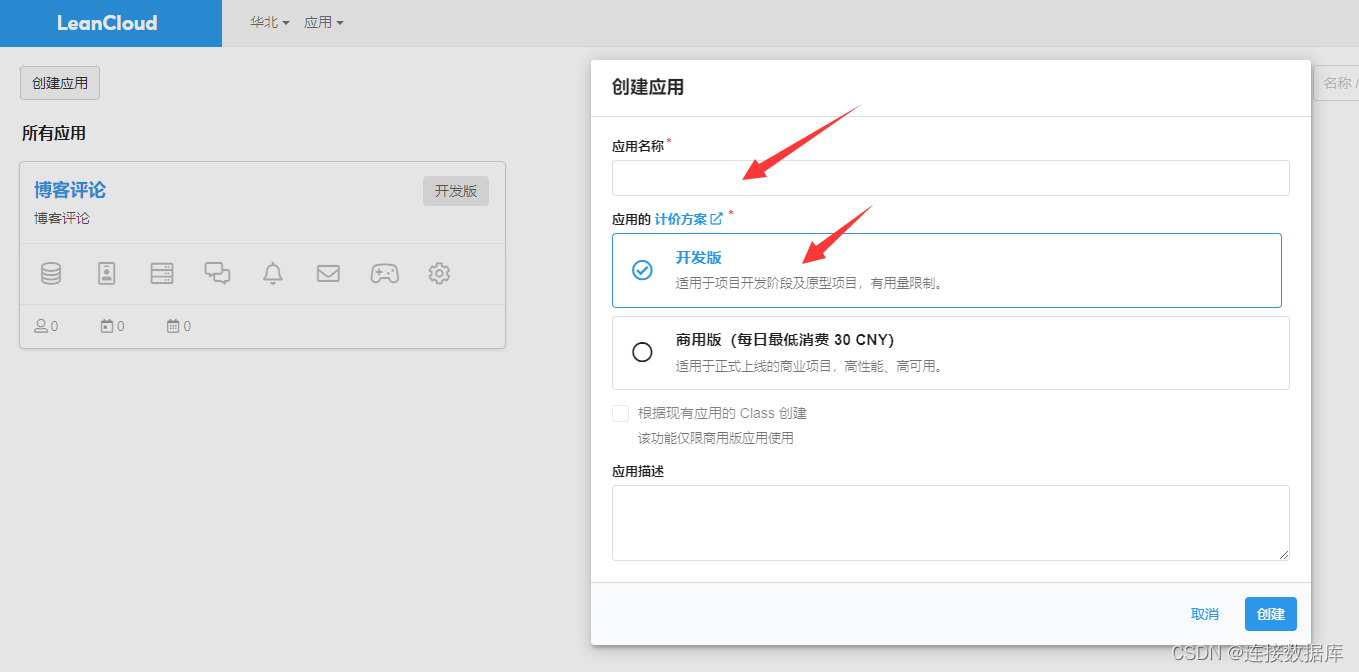 LeanCloud
华北
应用
创建应用
所有应用
博客评论
开发版
博客评论
0
0
0
名称 /
创建应用
应用名称*
应用的 计价方案 *
开发版
适用于项目开发阶段及原型项目，有用量限制。
商用版（每日最低消费 30 CNY）
适用于正式上线的商业项目，高性能、高可用。
根据现有应用的 Class 创建
该功能仅限商用版应用使用
应用描述
取消
创建
CSDN @连接数据库